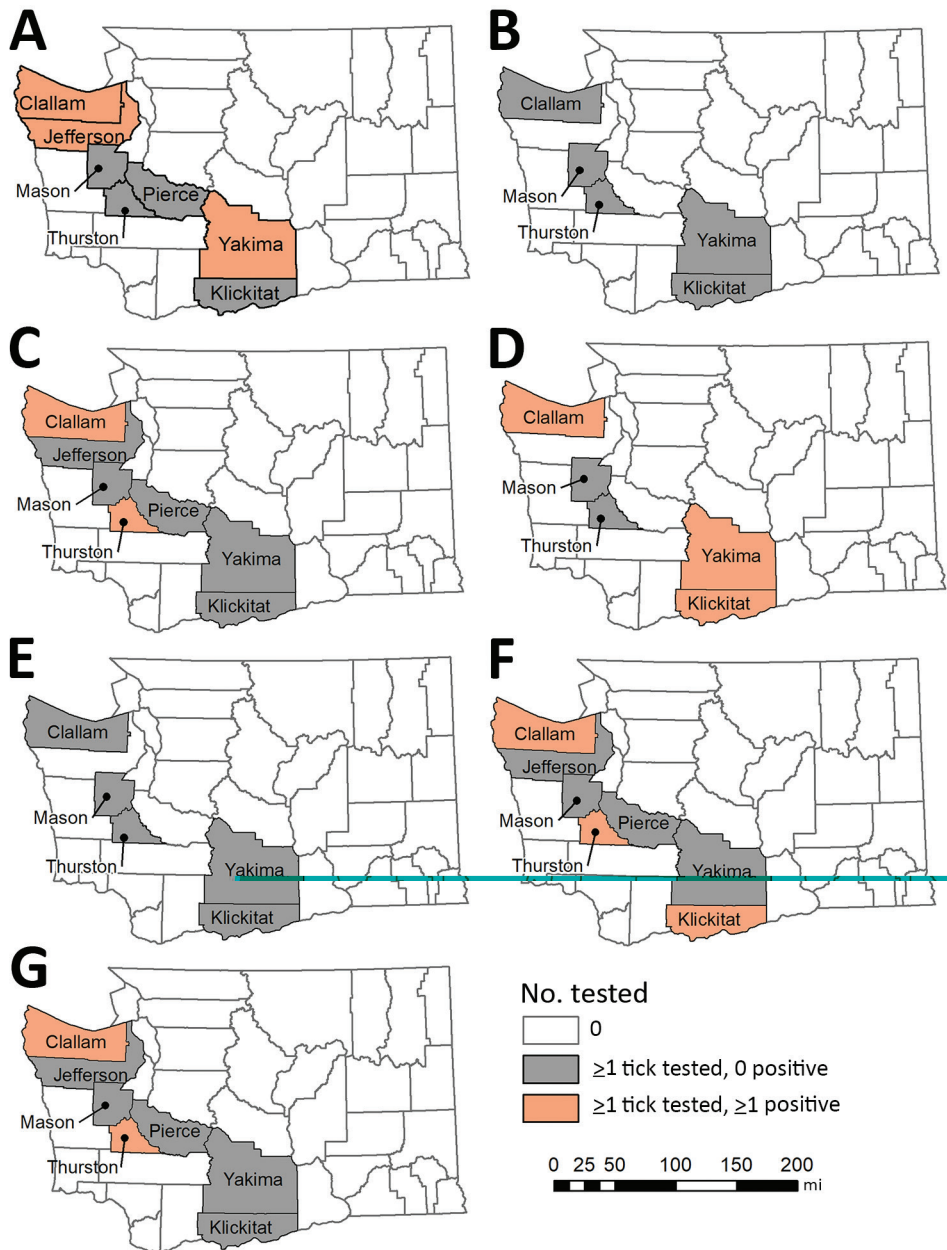 A
Clallam
Jefferson
Mason
Pierce
Thurston
Yakima
Klickitat
B
Clallam
Mason
Thurston
Yakima
Klickitat
C
Clallam
Jefferson
Mason
Pierce
Thurston
Yakima
Klickitat
D
Clallam
Mason
Thurston
Yakima
Klickitat
E
Clallam
Mason
Thurston
Yakima
Klickitat
F
Clallam
Jefferson
Mason
Pierce
Thurston
Yakima
Klickitat
G
Clallam
Jefferson
Mason
Pierce
Thurston
Yakima
Klickitat
No. tested
0
≥1 tick tested, 0 positive
≥1 tick tested, ≥1 positive
0 25 50 100 150 200
mi